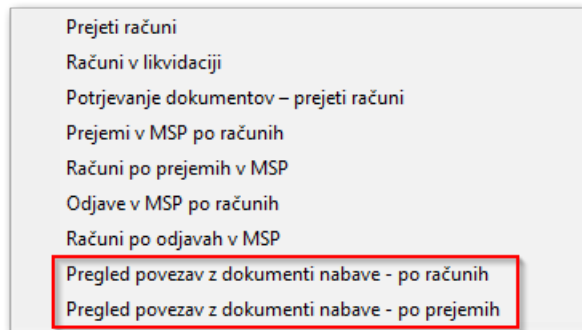 Prejeti računi
Računi v likvidaciji
Potrjevanje dokumentov – prejeti računi
Prejemi v MSP po računih
Računi po prejemih v MSP
Odjave v MSP po računih
Računi po odjavah v MSP
Pregled povezav z dokumenti nabave - po računih
Pregled povezav z dokumenti nabave - po prejemih